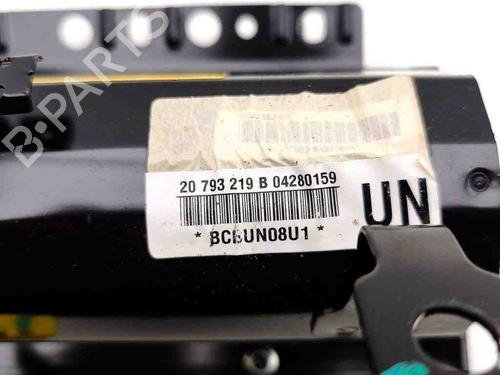 B-PARTS
20 793 219 B 04280159
UN
* BCBUN08U1 *